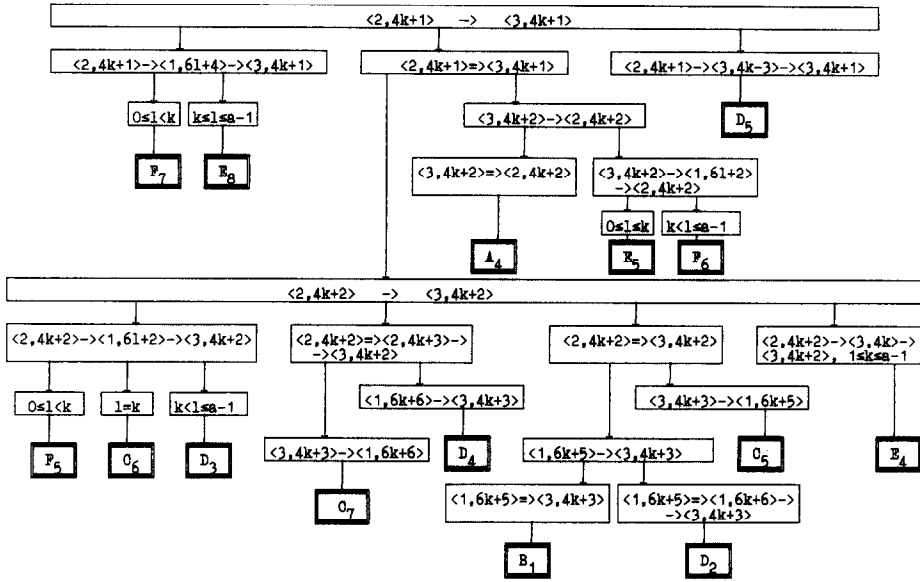 <2,4k+1> -> <3,4k+1>
<2,4k+1>-><1,6l+4>-><3,4k+1>
<2,4k+1>=><3,4k+1>
<2,4k+1>-><3,4k-3>-><3,4k+1>
0≤l<k
k≤l≤a-1
<3,4k+2>-><2,4k+2>
D5
F7
E8
<3,4k+2>=><2,4k+2>
<3,4k+2>-><1,6l+2>
-><2,4k+2>
0≤l≤k
k<l≤a-1
A4
E5
F6
<2,4k+2> -> <3,4k+2>
<2,4k+2>-><1,6l+2>-><3,4k+2>
<2,4k+2>=><2,4k+3>-
-><3,4k+2>
<2,4k+2>=><3,4k+2>
<2,4k+2>-><3,4k>-
<3,4k+2>, 1≤k≤a-1
0≤l<k
l=k
k<l≤a-1
<1,6k+6>-><3,4k+3>
<3,4k+3>-><1,6k+5>
F5
C6
D3
<3,4k+3>-><1,6k+6>
D4
<1,6k+5>-><3,4k+3>
C5
E4
C7
<1,6k+5>=><3,4k+3>
<1,6k+5>=><1,6k+6>-
-><3,4k+3>
B1
D2